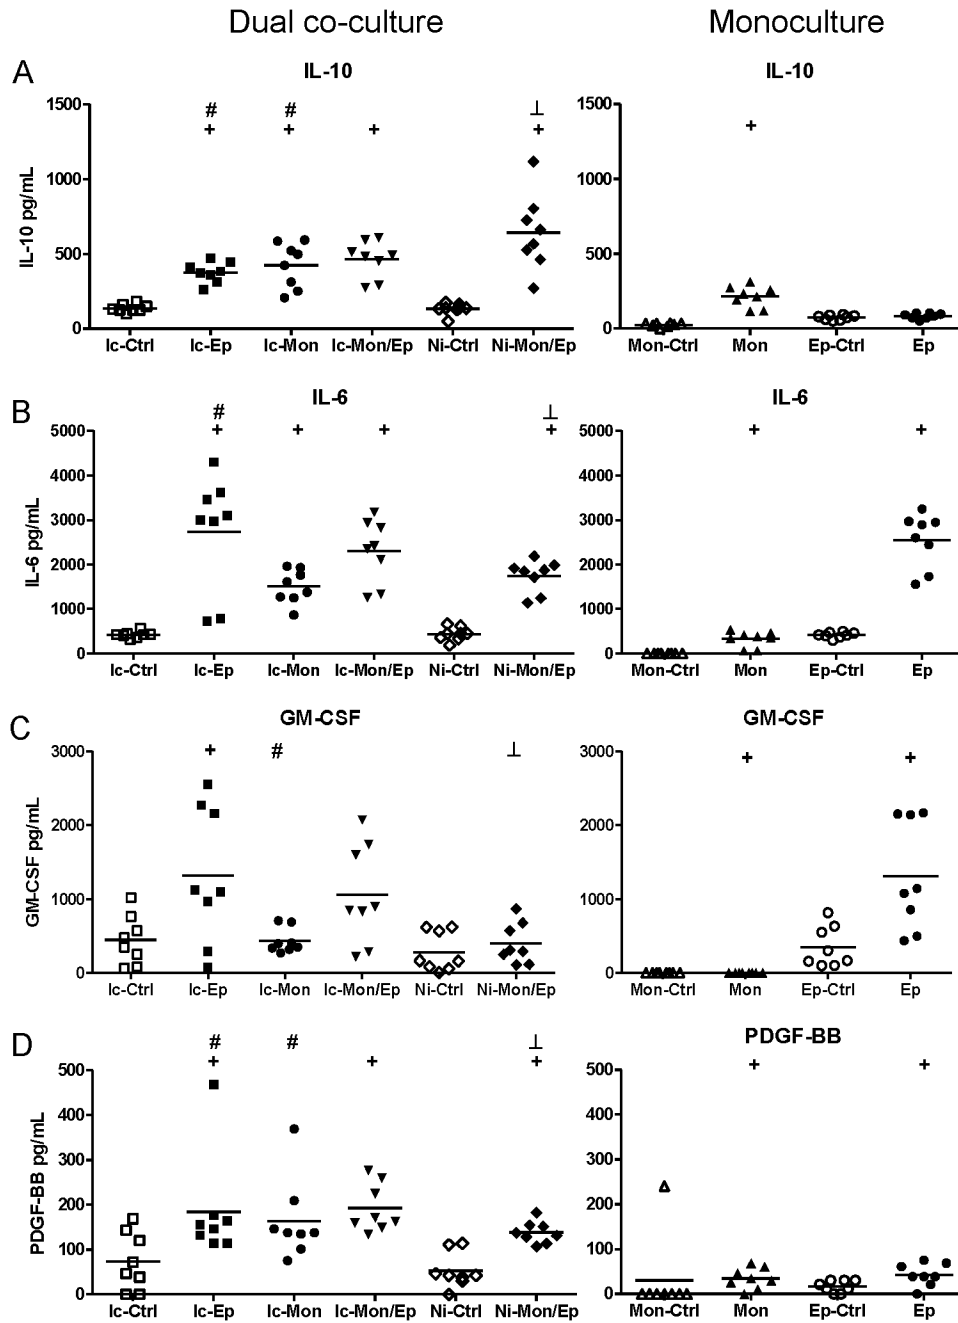 Dual co-culture Monoculture
A IL-10 IL-10
# # ⊥
+ + + + +
1500 1500
1000 1000
500 500
0 0
IL-10 pg/mL
Ic-Ctrl Ic-Ep Ic-Mon Ic-Mon/Ep Ni-Ctrl Ni-Mon/Ep Mon-Ctrl Mon Ep-Ctrl Ep
B IL-6 IL-6
# ⊥
+ + + + + +
5000 5000
4000 4000
3000 3000
2000 2000
1000 1000
0 0
IL-6 pg/mL
Ic-Ctrl Ic-Ep Ic-Mon Ic-Mon/Ep Ni-Ctrl Ni-Mon/Ep Mon-Ctrl Mon Ep-Ctrl Ep
C GM-CSF GM-CSF
+ # ⊥ + +
3000 3000
2000 2000
1000 1000
0 0
GM-CSF pg/mL
Ic-Ctrl Ic-Ep Ic-Mon Ic-Mon/Ep Ni-Ctrl Ni-Mon/Ep Mon-Ctrl Mon Ep-Ctrl Ep
D PDGF-BB
# # ⊥
+ + + + +
500 500
400 400
300 300
200 200
100 100
0 0
PDGF-BB pg/mL
Ic-Ctrl Ic-Ep Ic-Mon Ic-Mon/Ep Ni-Ctrl Ni-Mon/Ep Mon-Ctrl Mon Ep-Ctrl Ep